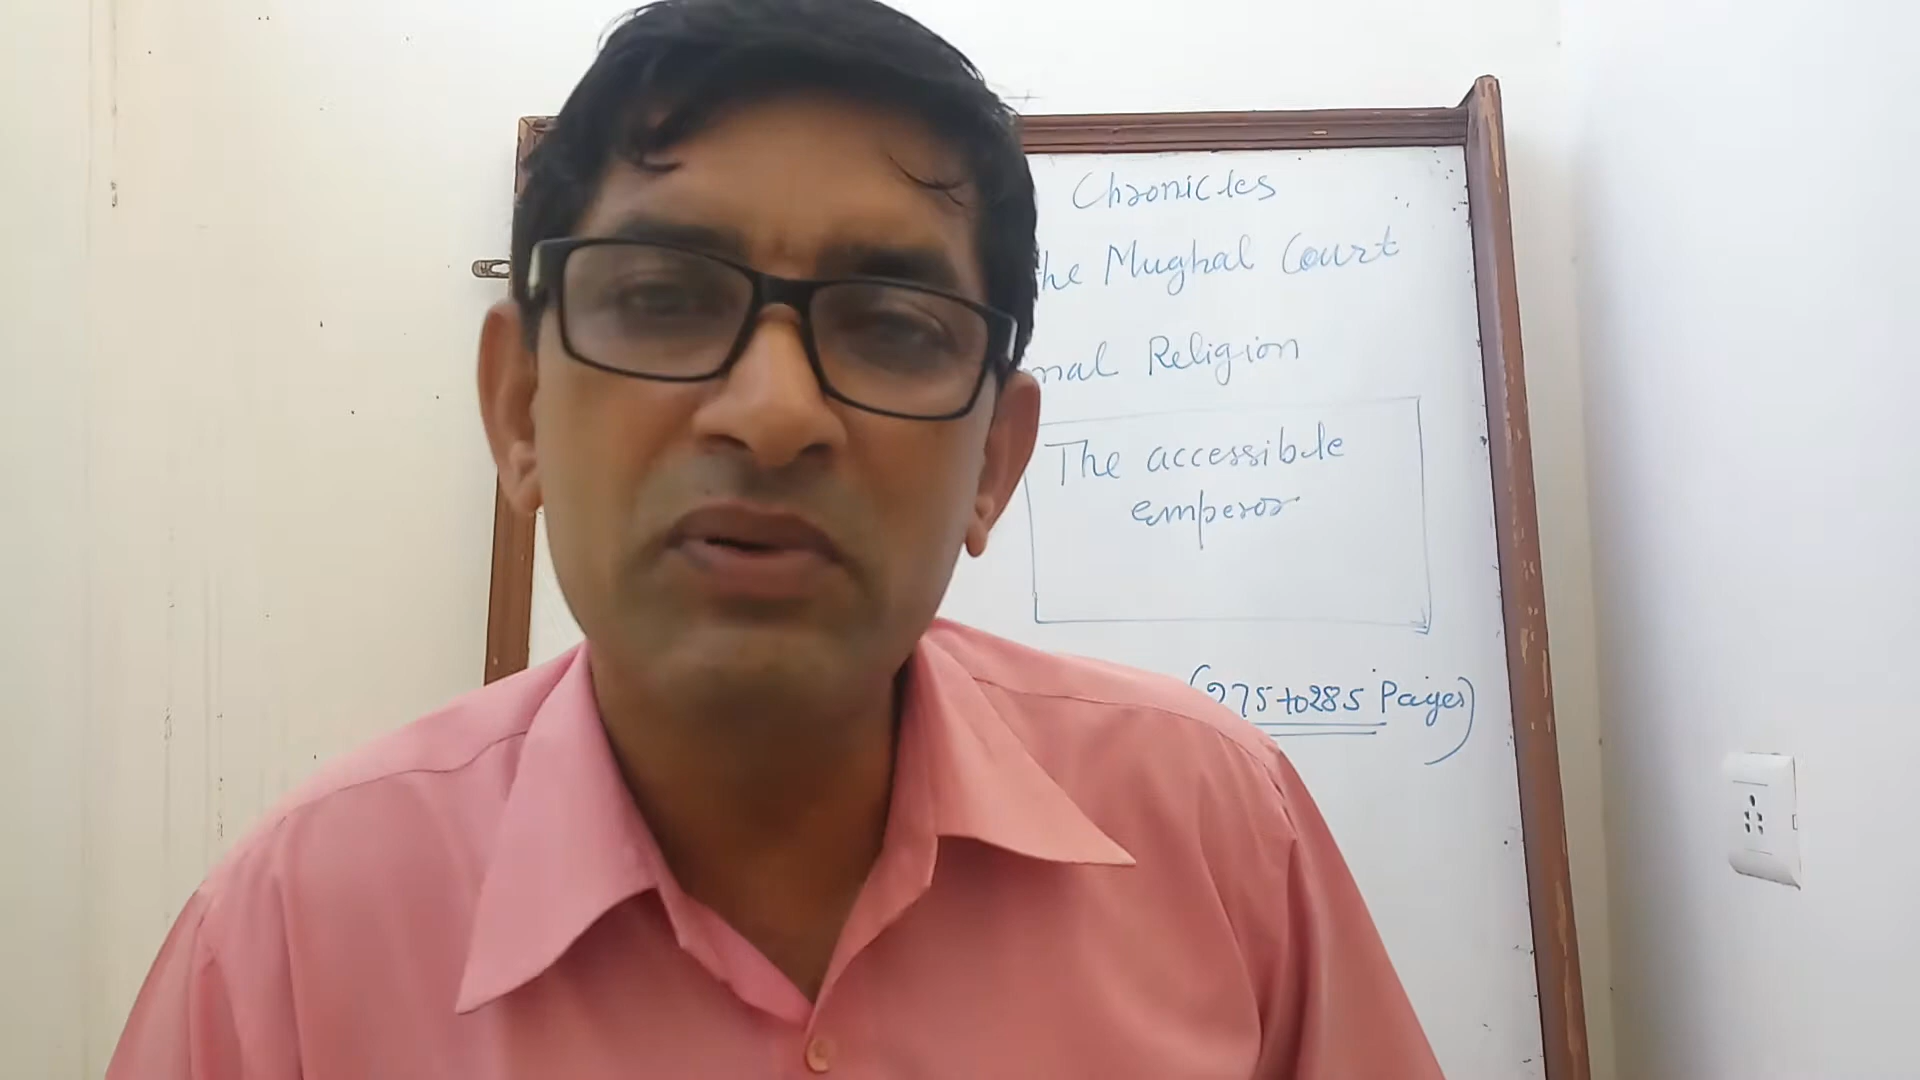 Chronicles
he Mughal Court
nal Religion
The accessible
emperor
(275 to 285 Pages)